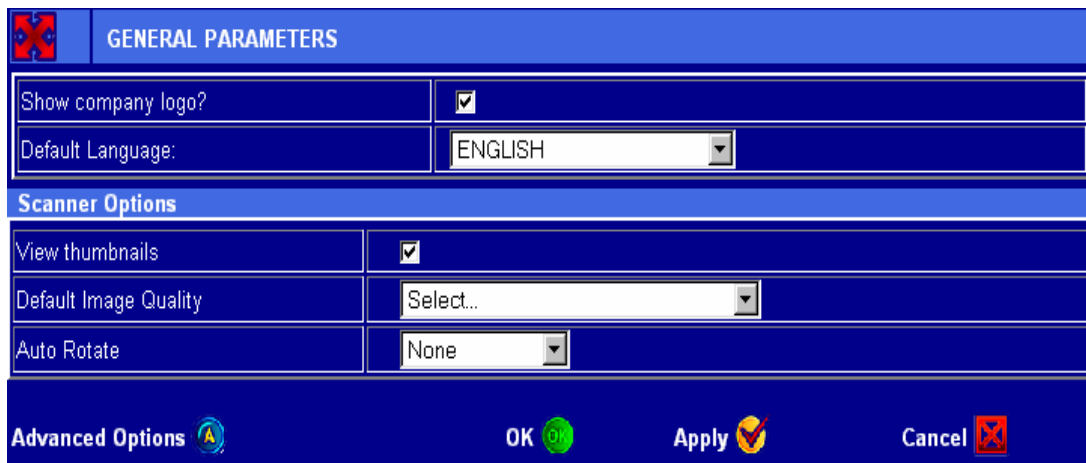 GENERAL PARAMETERS
Show company logo?
Default Language: ENGLISH
Scanner Options
View thumbnails
Default Image Quality Select...
Auto Rotate None
Advanced Options A OK OK Apply Cancel